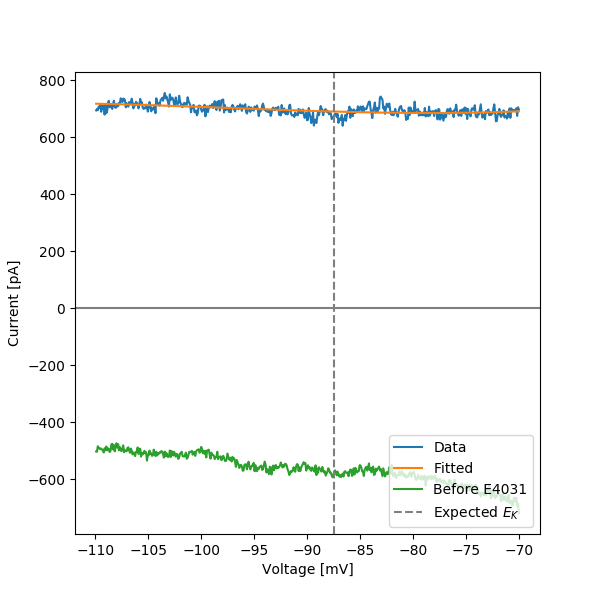 800
600
400
200
0
−200
−400
−600
Current [pA]
Data
Fitted
Before E4031
Expected E_K
−110
−105
−100
−95
−90
−85
−80
−75
−70
Voltage [mV]